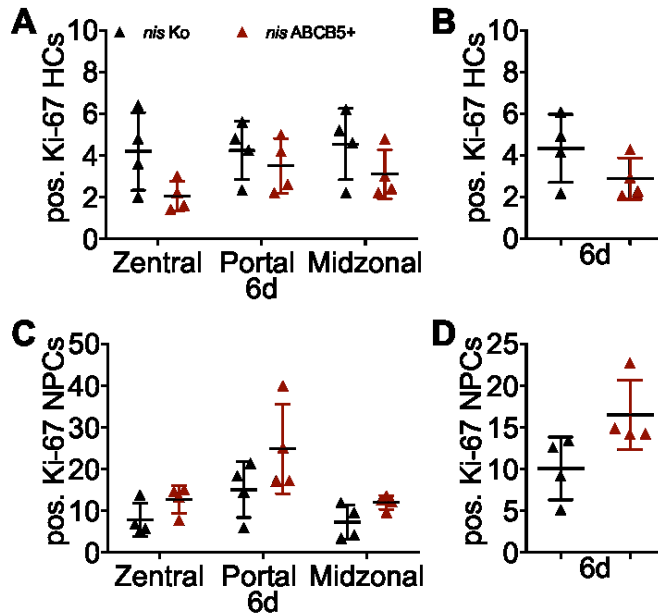 A
nis Ko
nis ABCB5+
pos. Ki-67 HCs
10
8
6
4
2
0
Zentral
Portal
Midzonal
6d
B
pos. Ki-67 HCs
10
8
6
4
2
0
6d
C
pos. Ki-67 NPCs
50
40
30
20
10
0
Zentral
Portal
Midzonal
6d
D
pos. Ki-67 NPCs
25
20
15
10
5
0
6d